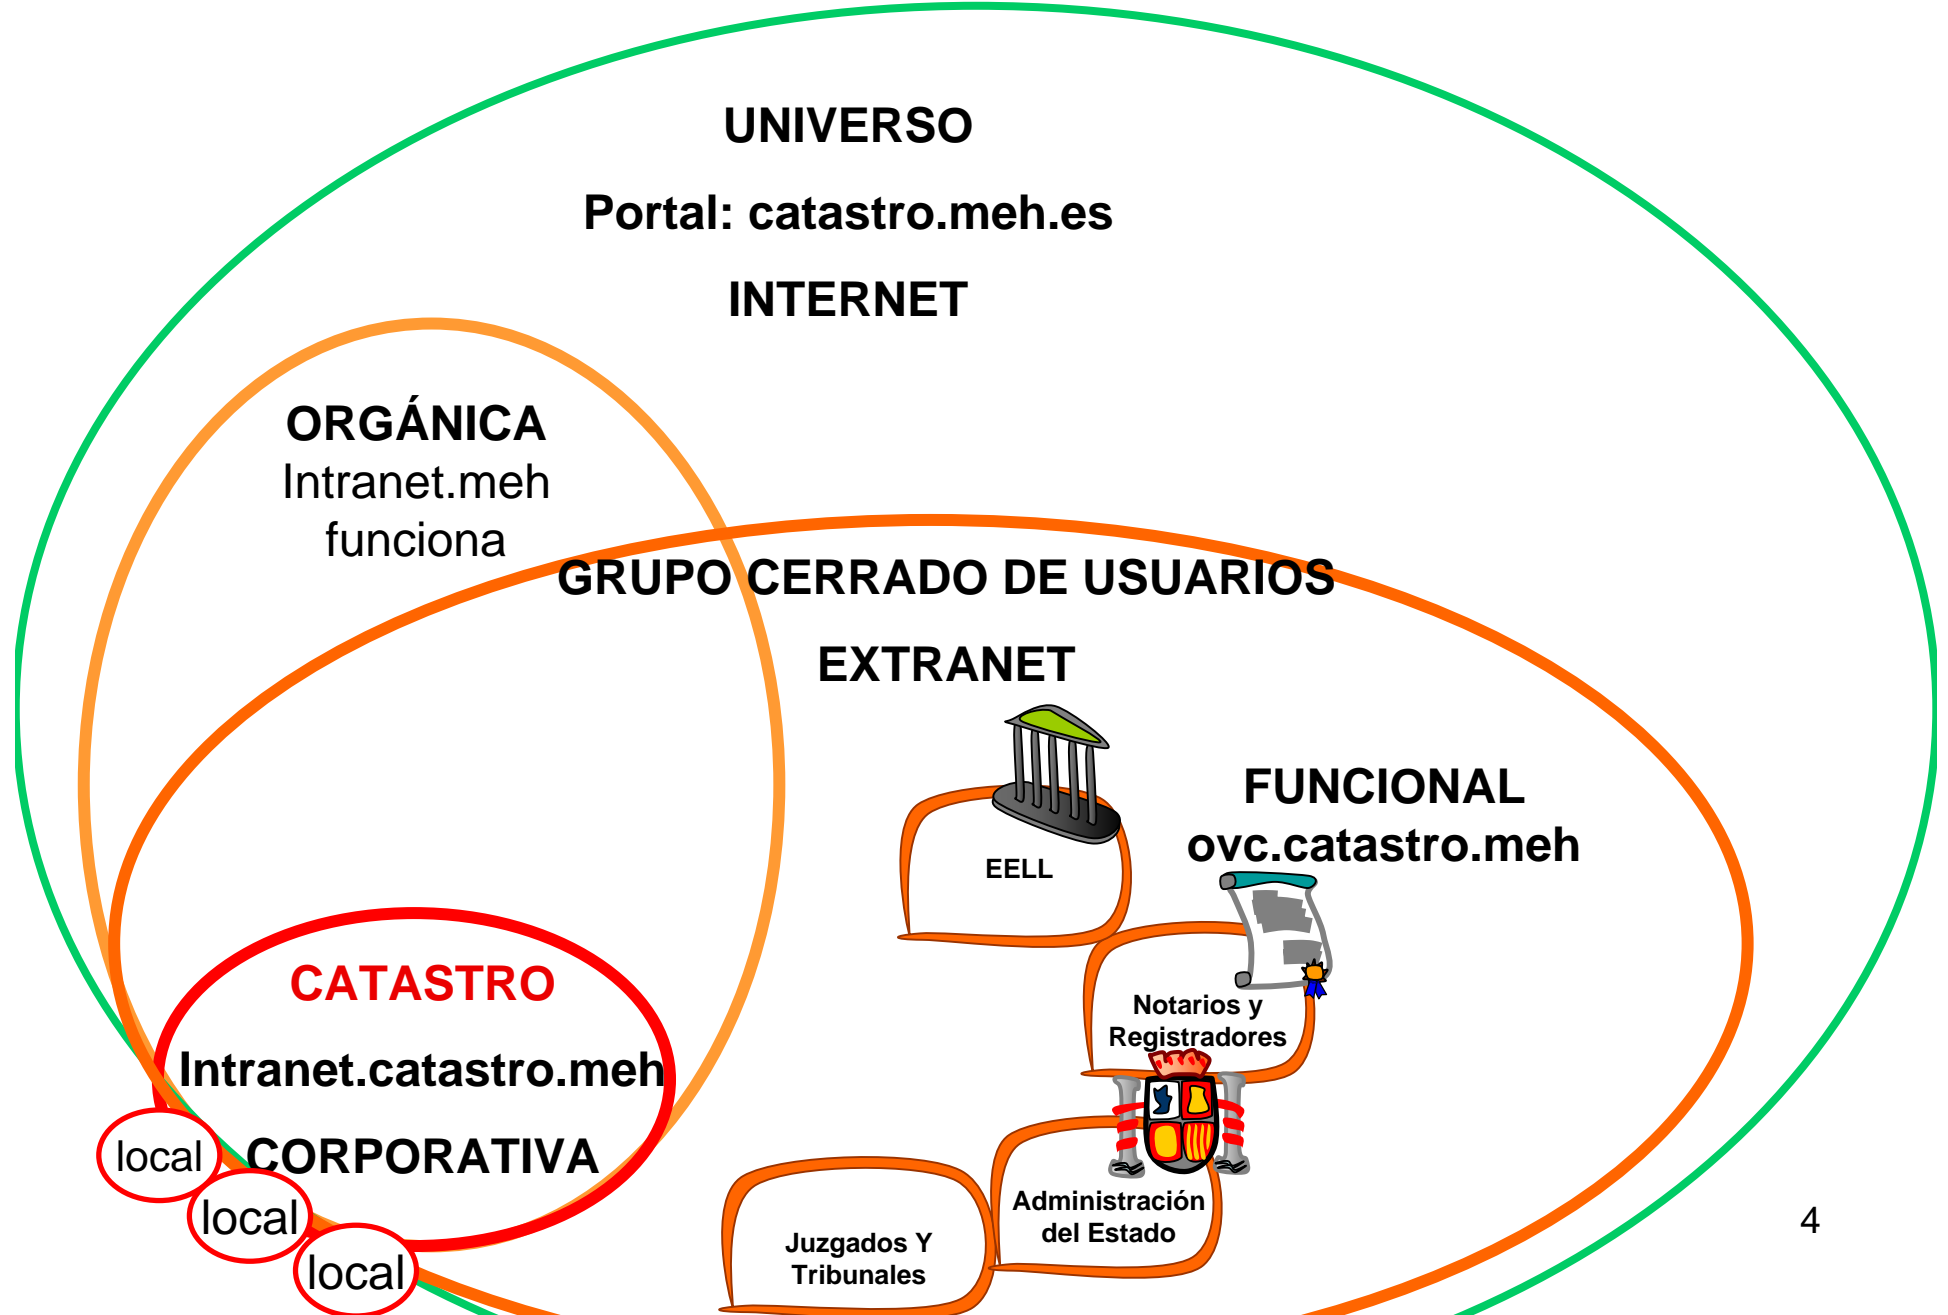 UNIVERSO
Portal: catastro.meh.es
INTERNET
ORGÁNICA
Intranet.meh
funciona
GRUPO CERRADO DE USUARIOS
EXTRANET
FUNCIONAL
ovc.catastro.meh
EELL
Notarios y
Registradores
CATASTRO
Intranet.catastro.meh
CORPORATIVA
local
local
local
Administración
del Estado
Juzgados Y
Tribunales
4